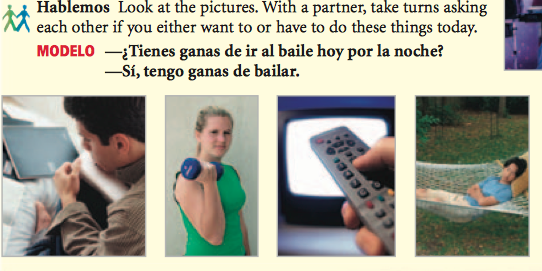 Hablemos Look at the pictures. With a partner, take turns asking
each other if you either want to or have to do these things today.
MODELO —¿Tienes ganas de ir al baile hoy por la noche?
—Sí, tengo ganas de bailar.